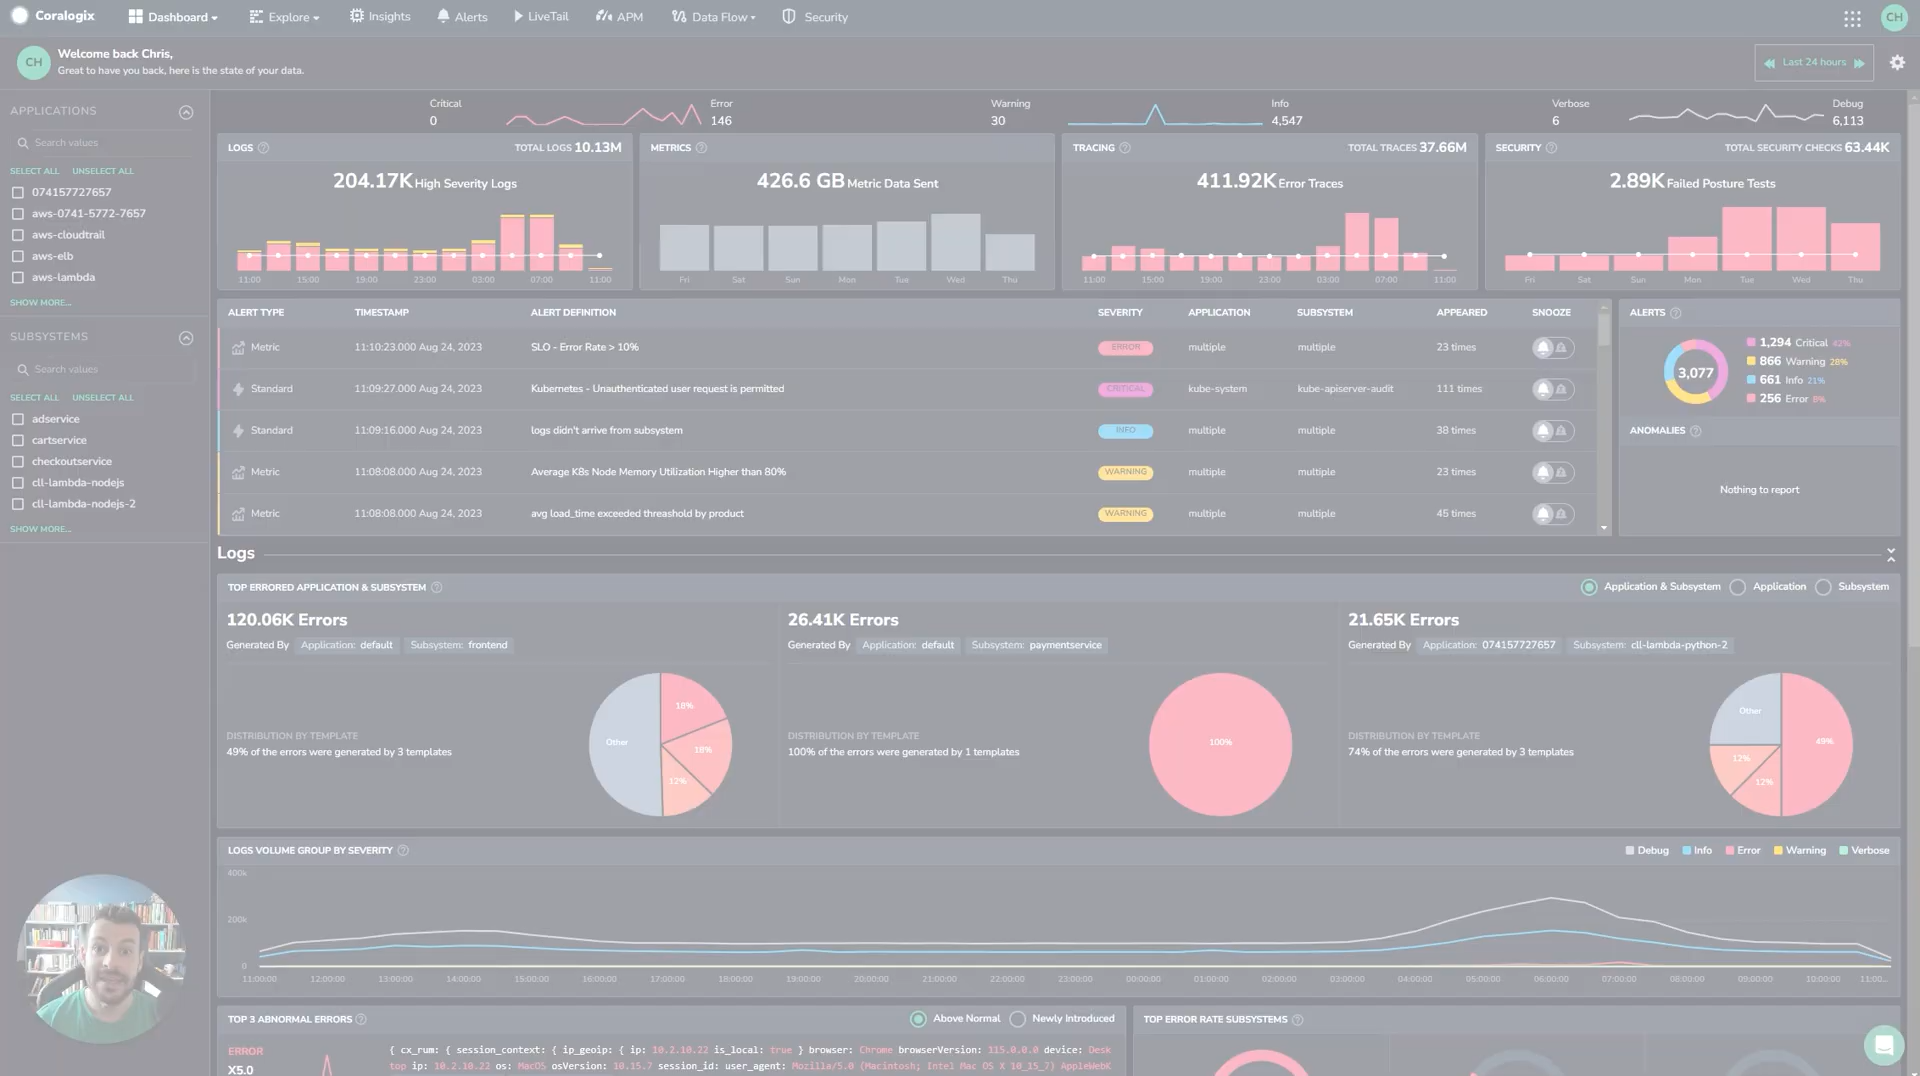 Coralogix Dashboard Explore Insights Alerts LiveTail APM Data Flow Security CH
CH
Welcome back Chris,
Great to have you back, here is the state of your data.
Last 24 hours
APPLICATIONS
Search values
SELECT ALL UNSELECT ALL
074157727657
aws-0741-5772-7657
aws-cloudtrail
aws-elb
aws-lambda
SHOW MORE...
SUBSYSTEMS
Search values
SELECT ALL UNSELECT ALL
adservice
cartservice
checkoutservice
cll-lambda-nodejs
cll-lambda-nodejs-2
SHOW MORE...
Critical Error Warning Info Verbose Debug
0 146 30 4,547 6 6,113
LOGS TOTAL LOGS 10.13M
204.17K High Severity Logs
11:00 15:00 19:00 23:00 03:00 07:00 11:00
METRICS
426.6 GB Metric Data Sent
Fri Sat Sun Mon Tue Wed Thu
TRACING TOTAL TRACES 37.66M
411.92K Error Traces
11:00 15:00 19:00 23:00 03:00 07:00 11:00
SECURITY TOTAL SECURITY CHECKS 63.44K
2.89K Failed Posture Tests
Fri Sat Sun Mon Tue Wed Thu
ALERT TYPE TIMESTAMP ALERT DEFINITION SEVERITY APPLICATION SUBSYSTEM APPEARED SNOOZE
Metric 11:10:23.000 Aug 24, 2023 SLO - Error Rate > 10% ERROR multiple multiple 23 times
Standard 11:09:27.000 Aug 24, 2023 Kubernetes - Unauthenticated user request is permitted CRITICAL kube-system kube-apiserver-audit 111 times
Standard 11:09:16.000 Aug 24, 2023 logs didn't arrive from subsystem INFO multiple multiple 38 times
Metric 11:08:08.000 Aug 24, 2023 Average K8s Node Memory Utilization Higher than 80% WARNING multiple multiple 23 times
Metric 11:08:08.000 Aug 24, 2023 avg load_time exceeded threashold by product WARNING multiple multiple 45 times
ALERTS
3,077
1,294 Critical 42%
866 Warning 28%
661 Info 21%
256 Error 8%
ANOMALIES
Nothing to report
Logs
TOP ERRORED APPLICATION & SUBSYSTEM Application & Subsystem Application Subsystem
120.06K Errors
Generated By Application: default Subsystem: frontend
DISTRIBUTION BY TEMPLATE
49% of the errors were generated by 3 templates
Other 18% 18% 12%
26.41K Errors
Generated By Application: default Subsystem: paymentservice
DISTRIBUTION BY TEMPLATE
100% of the errors were generated by 1 templates
100%
21.65K Errors
Generated By Application: 074157727657 Subsystem: cll-lambda-python-2
DISTRIBUTION BY TEMPLATE
74% of the errors were generated by 3 templates
Other 49% 12% 12%
LOGS VOLUME GROUP BY SEVERITY Debug Info Error Warning Verbose
400k
200k
0
11:00:00 12:00:00 13:00:00 14:00:00 15:00:00 16:00:00 17:00:00 18:00:00 19:00:00 20:00:00 21:00:00 22:00:00 23:00:00 00:00:00 01:00:00 02:00:00 03:00:00 04:00:00 05:00:00 06:00:00 07:00:00 08:00:00 09:00:00 10:00:00 11:00...
TOP 3 ABNORMAL ERRORS Above Normal Newly Introduced
ERROR
X5.0
{ cx_rum: { session_context: { ip_geoip: { ip: 10.2.10.22 is_local: true } browser: Chrome browserVersion: 115.0.0.0 device: Desk
top ip: 10.2.10.22 os: MacOS osVersion: 10.15.7 session_id: user_agent: Mozilla/5.0 (Macintosh; Intel Mac OS X 10_15_7) AppleWebK
TOP ERROR RATE SUBSYSTEMS